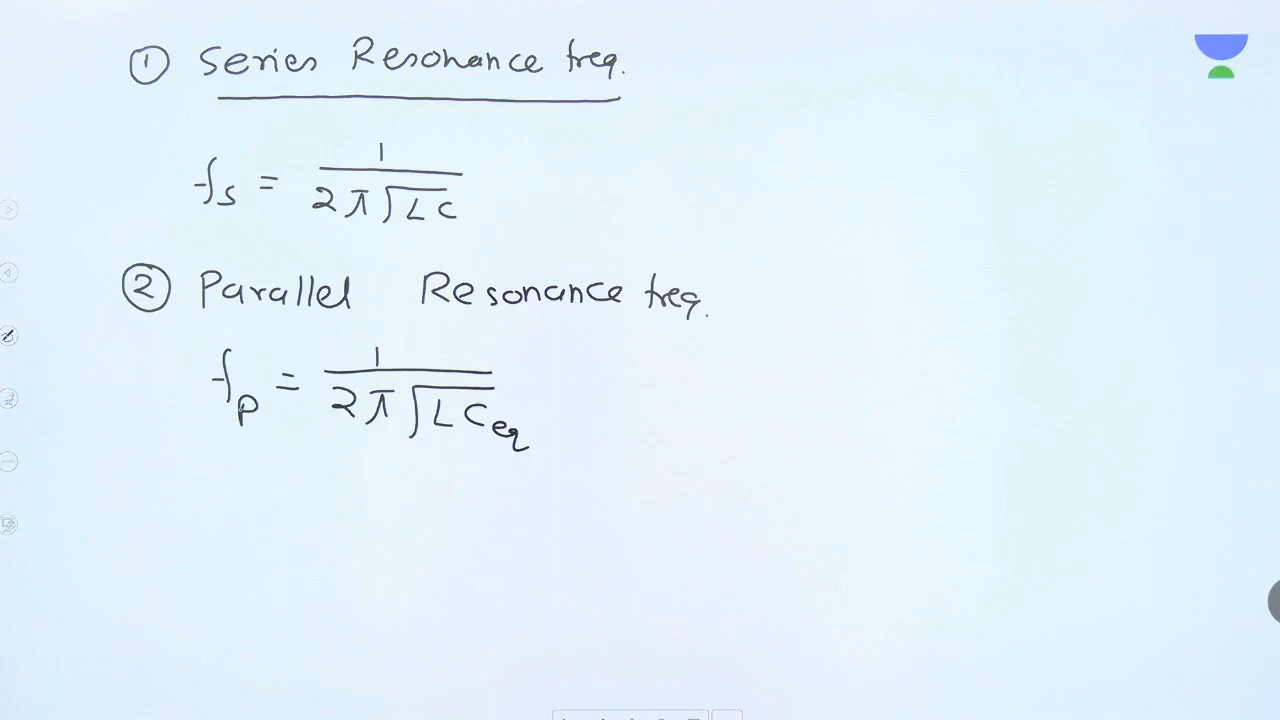 ① Series Resonance freq.
fs = 1 / 2π√LC
② Parallel Resonance freq.
fp = 1 / 2π√LCeq